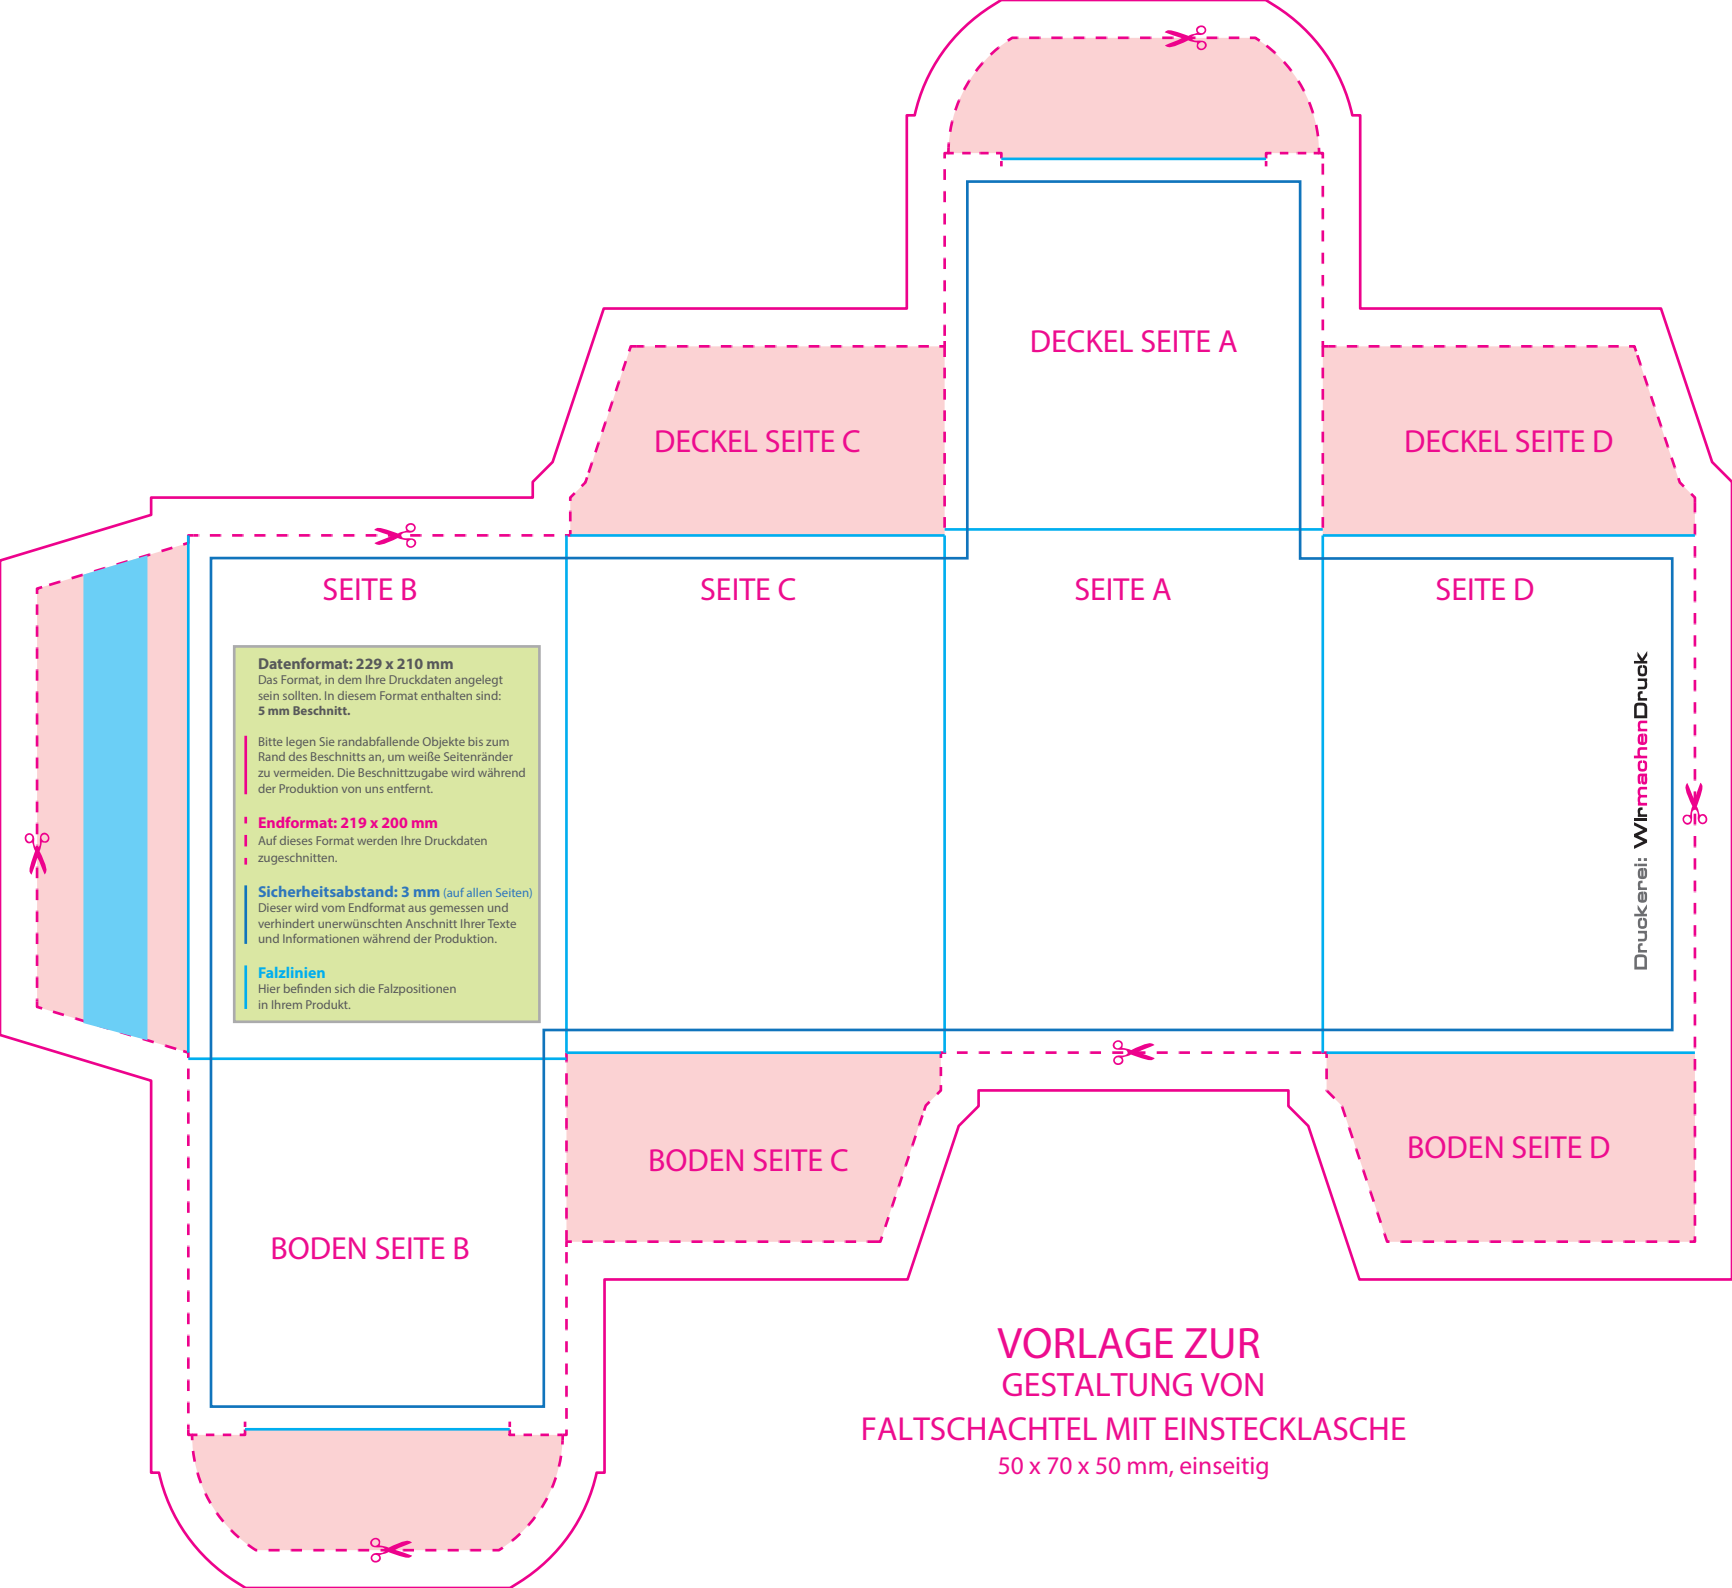 DECKEL SEITE A
DECKEL SEITE C
DECKEL SEITE D
SEITE B
SEITE C
SEITE A
SEITE D
Datenformat: 229 x 210 mm
Das Format, in dem Ihre Druckdaten angelegt
sein sollten. In diesem Format enthalten sind:
5 mm Beschnitt.
Bitte legen Sie randabfallende Objekte bis zum
Rand des Beschnitts an, um weiße Seitenränder
zu vermeiden. Die Beschnittzugabe wird während
der Produktion von uns entfernt.
Endformat: 219 x 200 mm
Auf dieses Format werden Ihre Druckdaten
zugeschnitten.
Sicherheitsabstand: 3 mm (auf allen Seiten)
Dieser wird vom Endformat aus gemessen und
verhindert unerwünschten Anschnitt Ihrer Texte
und Informationen während der Produktion.
Falzlinien
Hier befinden sich die Falzpositionen
in Ihrem Produkt.
Druckerei: WIrmachenDruck
BODEN SEITE C
BODEN SEITE D
BODEN SEITE B
VORLAGE ZUR
GESTALTUNG VON
FALTSCHACHTEL MIT EINSTECKLASCHE
50 x 70 x 50 mm, einseitig